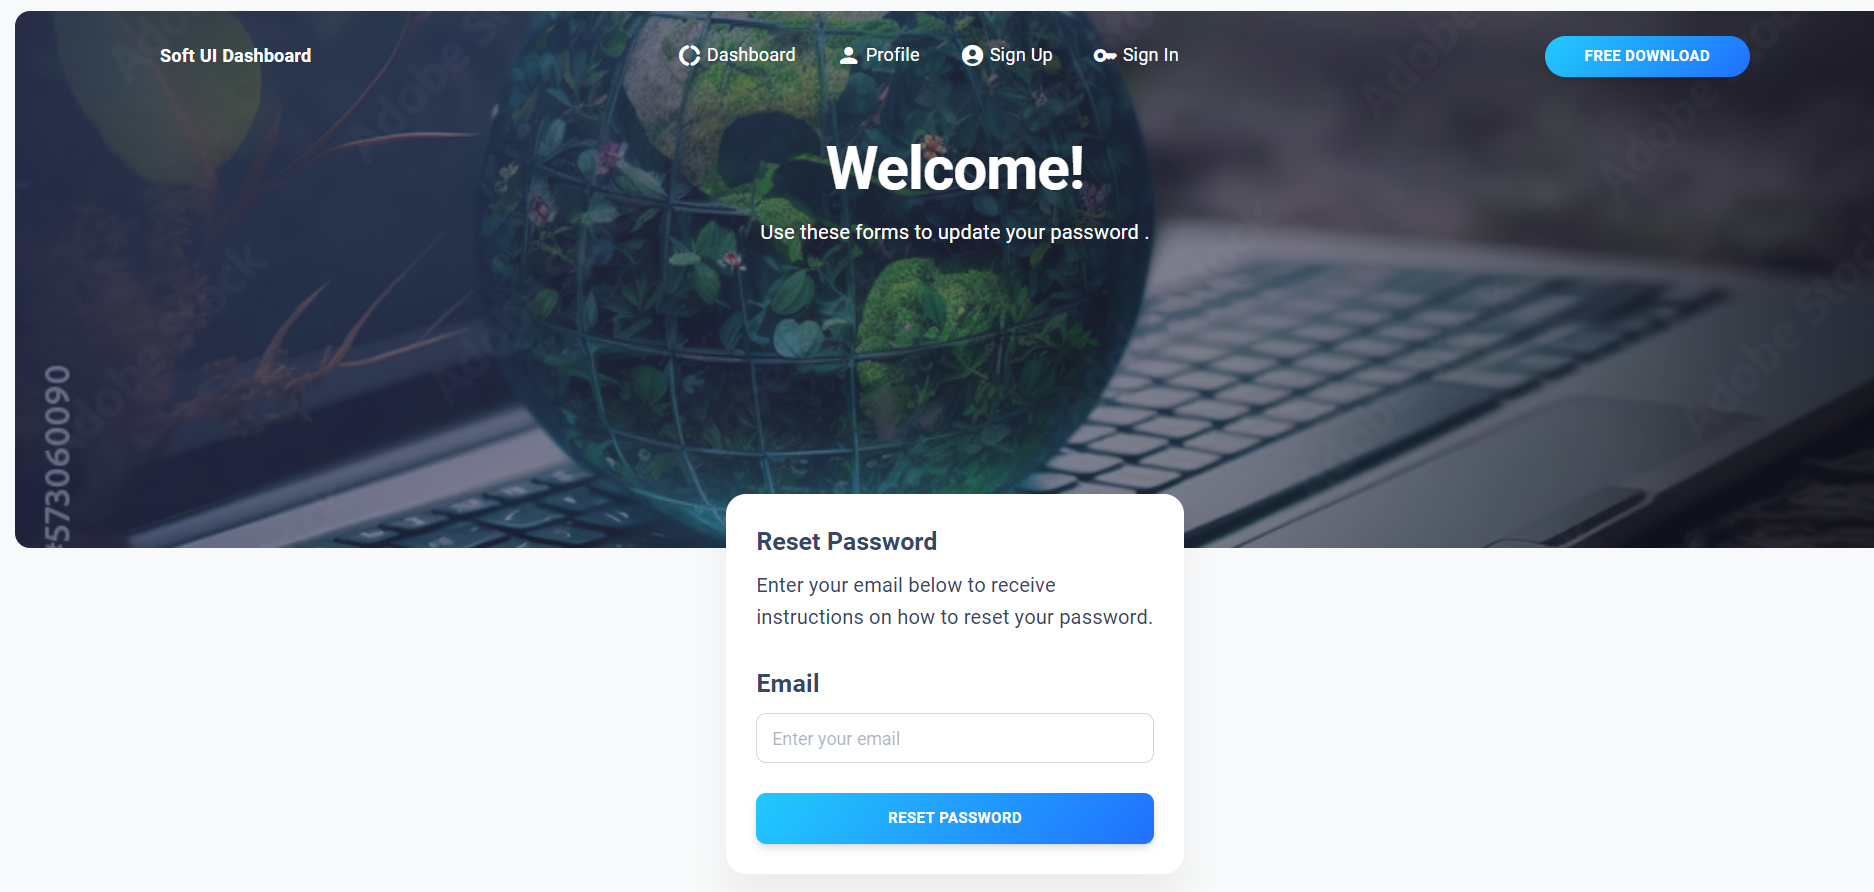 Soft UI Dashboard
Dashboard
Profile
Sign Up
Sign In
FREE DOWNLOAD
Welcome!
Use these forms to update your password .
Reset Password
Enter your email below to receive
instructions on how to reset your password.
Email
Enter your email
RESET PASSWORD
Adobe Stock
#573060090